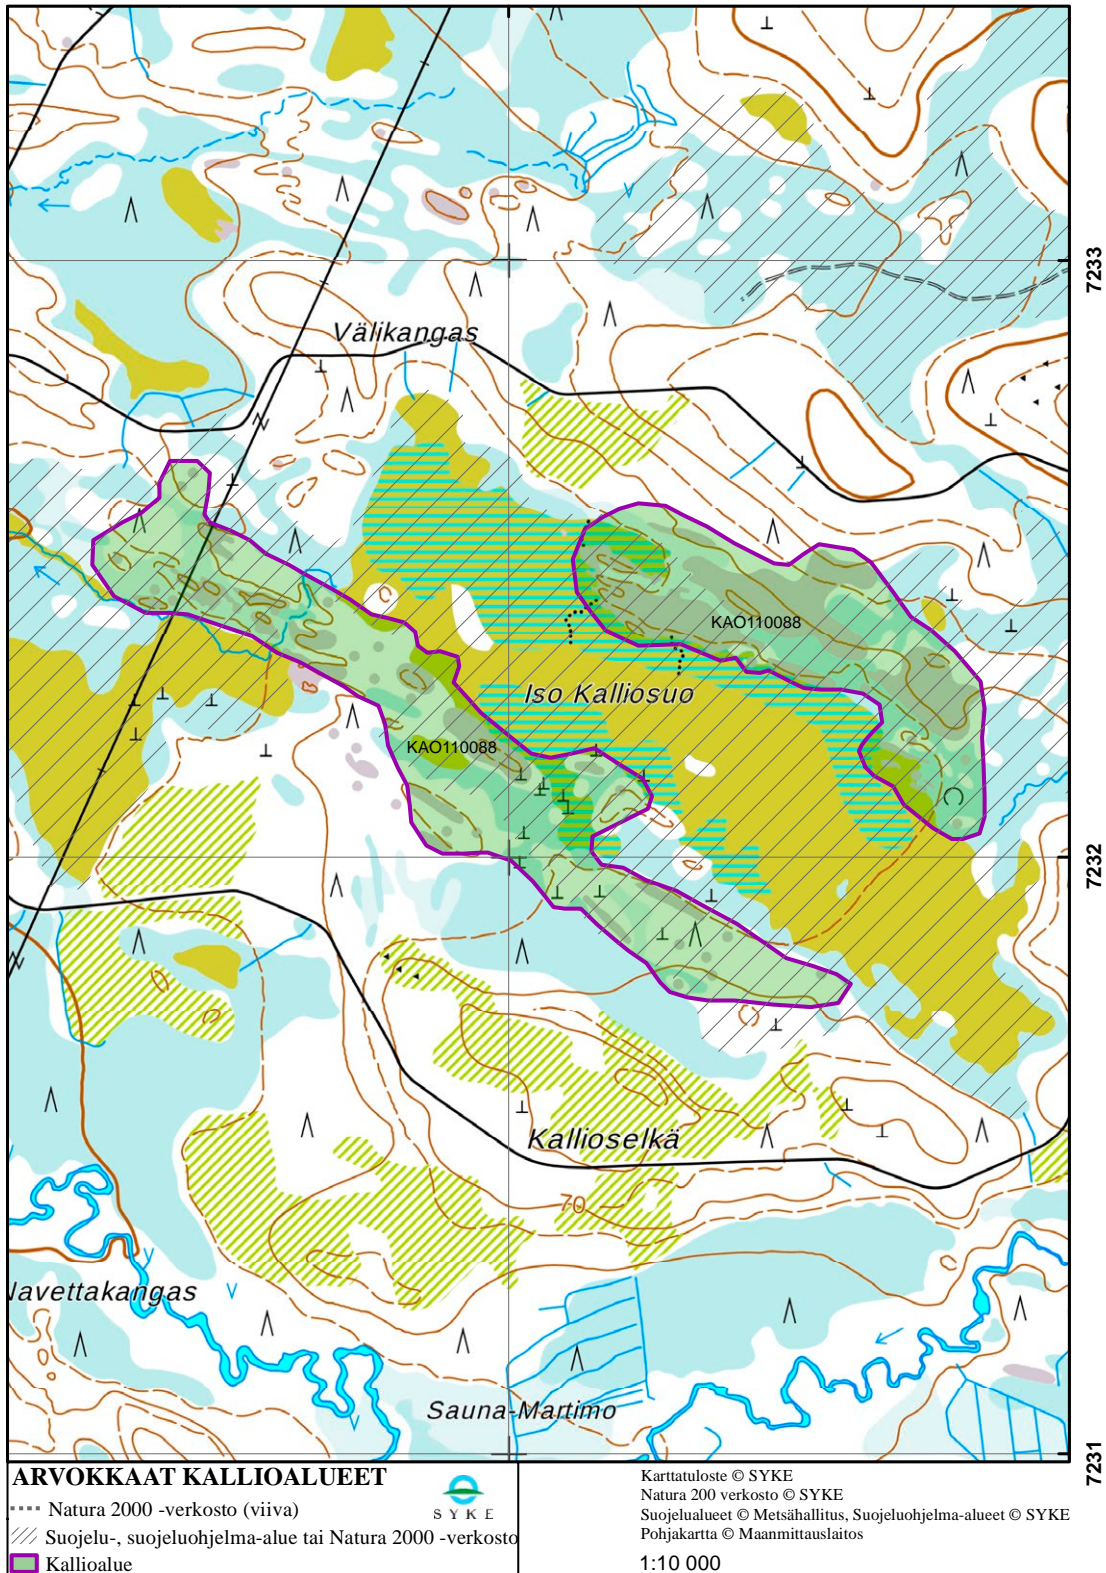 7233
Välikangas
KAO110088
Iso Kalliosuo
KAO110088
7232
Kallioselkä
70
Navettakangas
Sauna-Martimo
7231
ARVOKKAAT KALLIOALUEET
Natura 2000 -verkosto (viiva)
Suojelu-, suojeluohjelma-alue tai Natura 2000 -verkosto
Kallioalue
SYKE
Karttatuloste © SYKE
Natura 200 verkosto © SYKE
Suojelualueet © Metsähallitus, Suojeluohjelma-alueet © SYKE
Pohjakartta © Maanmittauslaitos
1:10 000